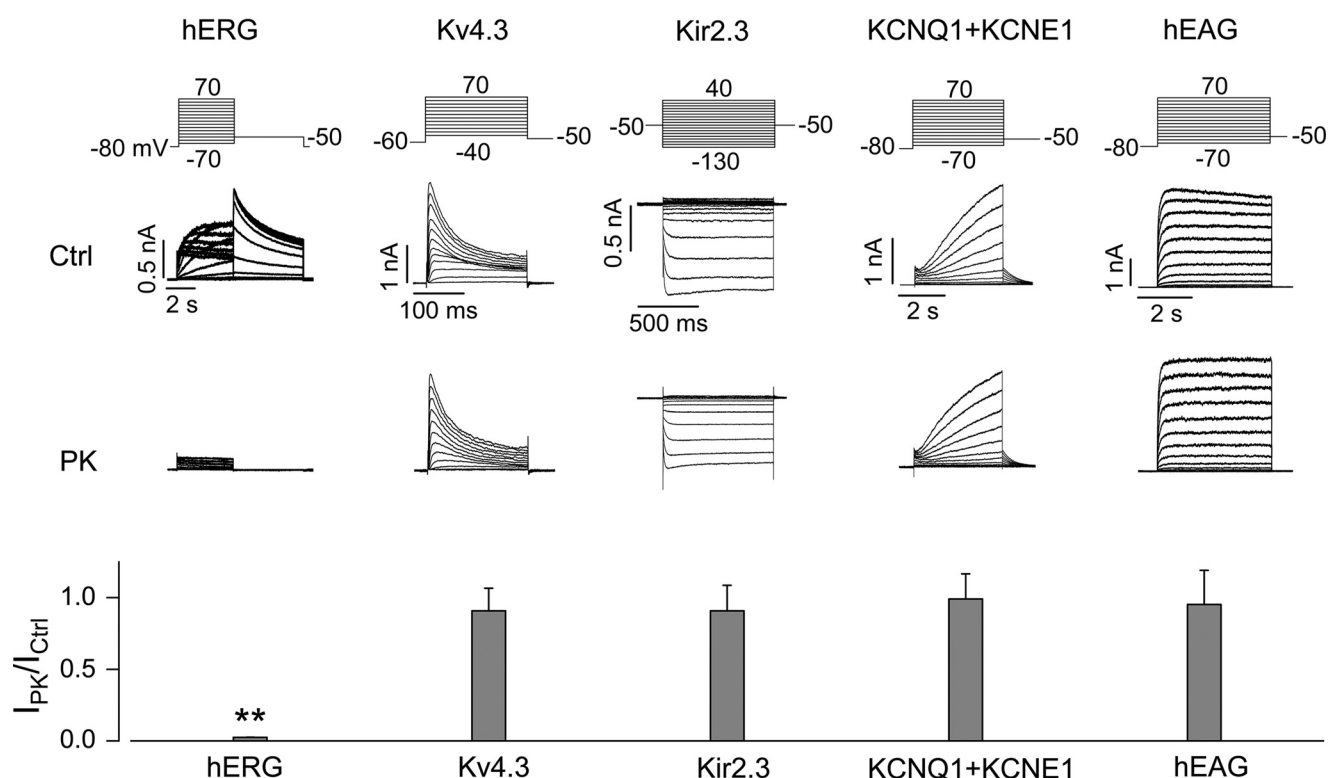 hERG Kv4.3 Kir2.3 KCNQ1+KCNE1 hEAG
70 70 40 70 70
-80 mV -50 -60 -50 -50 -50 -80 -50 -80 -50
-70 -40 -130 -70 -70
Ctrl 0.5 nA 1 nA 0.5 nA 1 nA 1 nA
2 s 100 ms 500 ms 2 s 2 s
PK
I_PK/I_Ctrl
1.0
0.5
**
0.0
hERG Kv4.3 Kir2.3 KCNQ1+KCNE1 hEAG